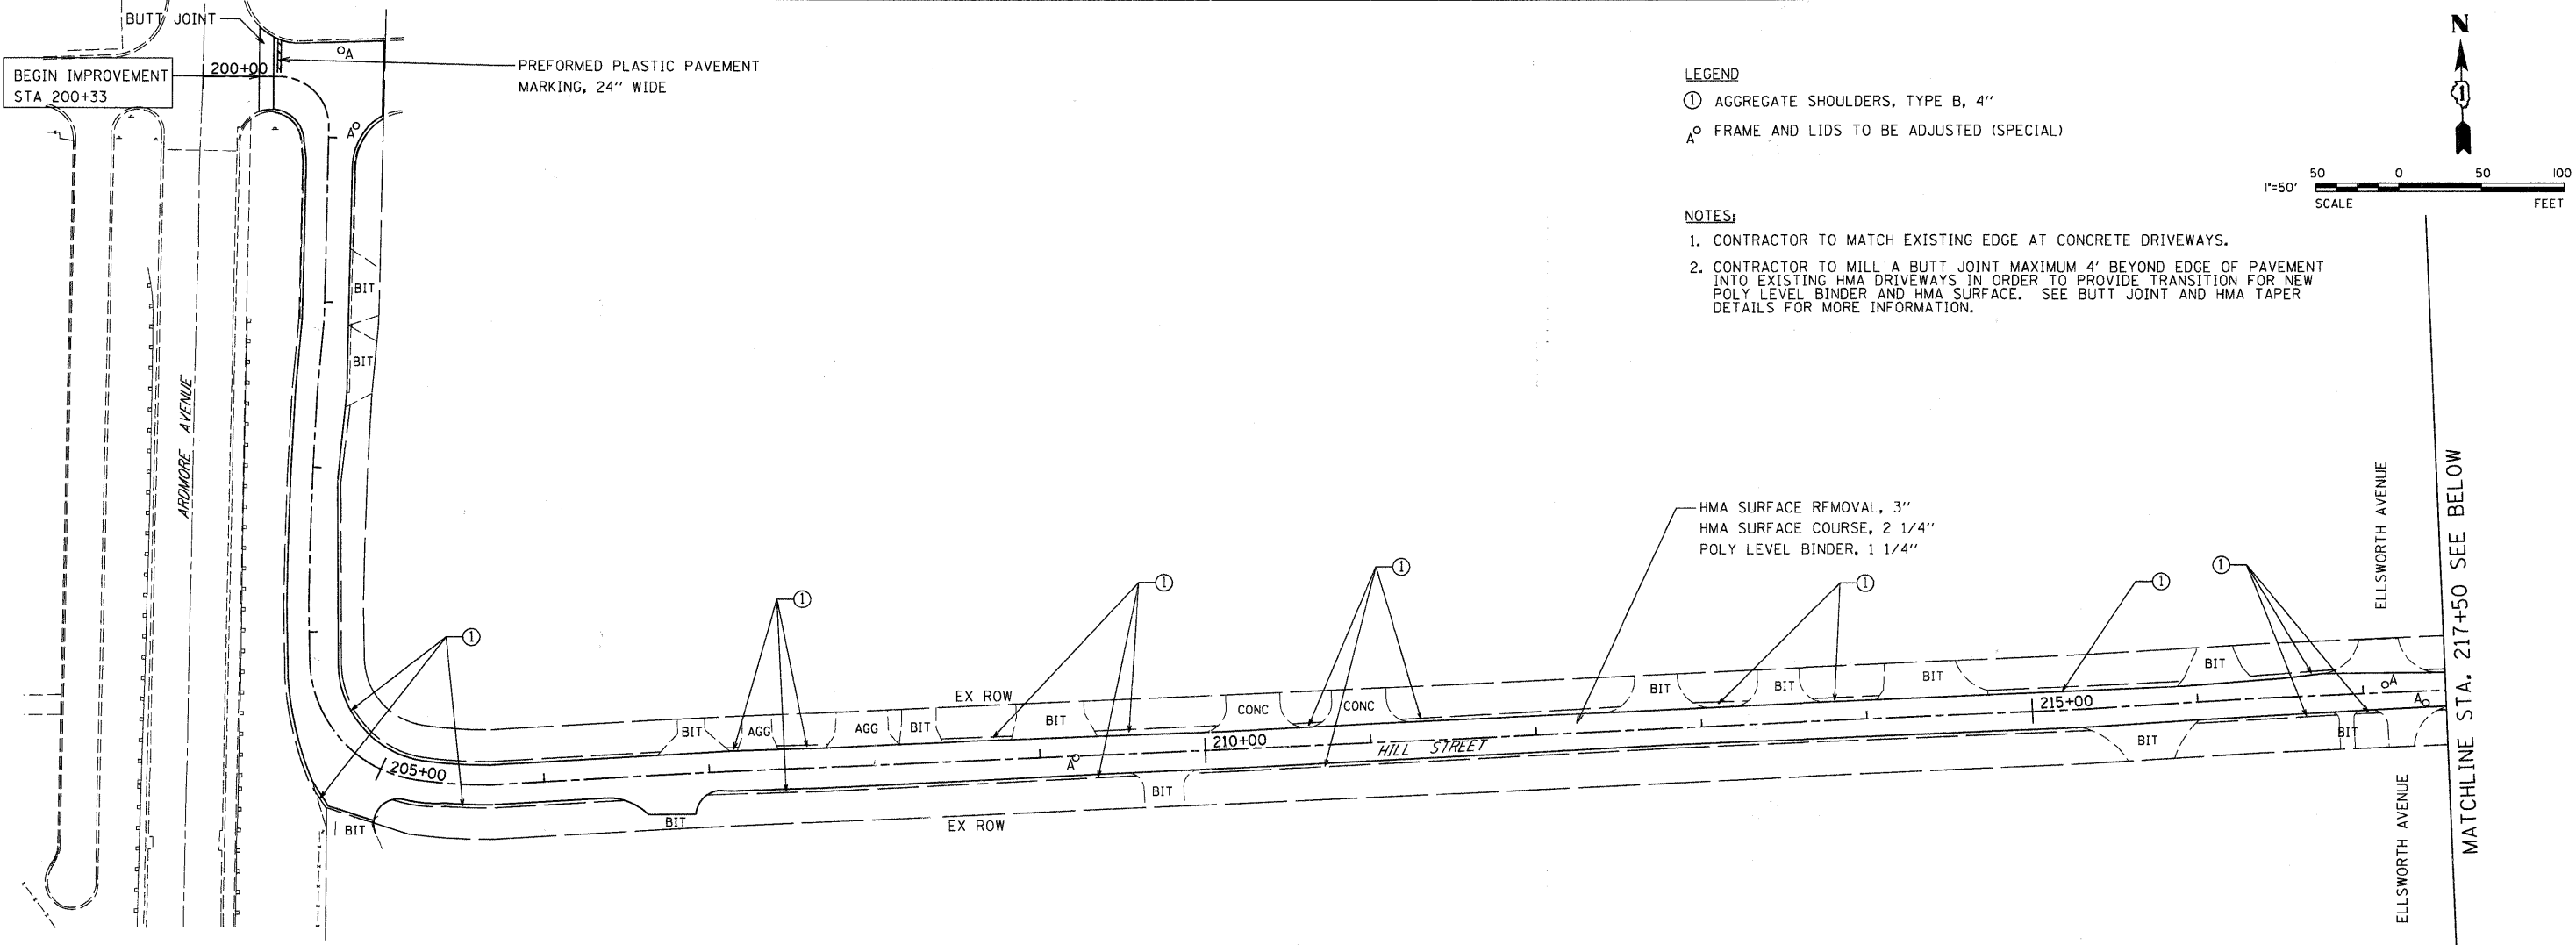 BUTT JOINT
BEGIN IMPROVEMENT
STA 200+33
200+00
A
PREFORMED PLASTIC PAVEMENT
MARKING, 24" WIDE
A
LEGEND
1 AGGREGATE SHOULDERS, TYPE B, 4"
A FRAME AND LIDS TO BE ADJUSTED (SPECIAL)
N
1
1"=50'
50 0 50 100
SCALE FEET
NOTES:
1. CONTRACTOR TO MATCH EXISTING EDGE AT CONCRETE DRIVEWAYS.
2. CONTRACTOR TO MILL A BUTT JOINT MAXIMUM 4' BEYOND EDGE OF PAVEMENT
INTO EXISTING HMA DRIVEWAYS IN ORDER TO PROVIDE TRANSITION FOR NEW
POLY LEVEL BINDER AND HMA SURFACE. SEE BUTT JOINT AND HMA TAPER
DETAILS FOR MORE INFORMATION.
BIT
BIT
ARDMORE AVENUE
HMA SURFACE REMOVAL, 3"
HMA SURFACE COURSE, 2 1/4"
POLY LEVEL BINDER, 1 1/4"
ELLSWORTH AVENUE
MATCHLINE STA. 217+50 SEE BELOW
1
1
1
1
1
1
1
EX ROW
BIT
AGG
AGG
BIT
BIT
CONC
CONC
BIT
BIT
BIT
BIT
205+00
A
210+00
HILL STREET
215+00
A
A
BIT
BIT
BIT
BIT
BIT
EX ROW
ELLSWORTH AVENUE